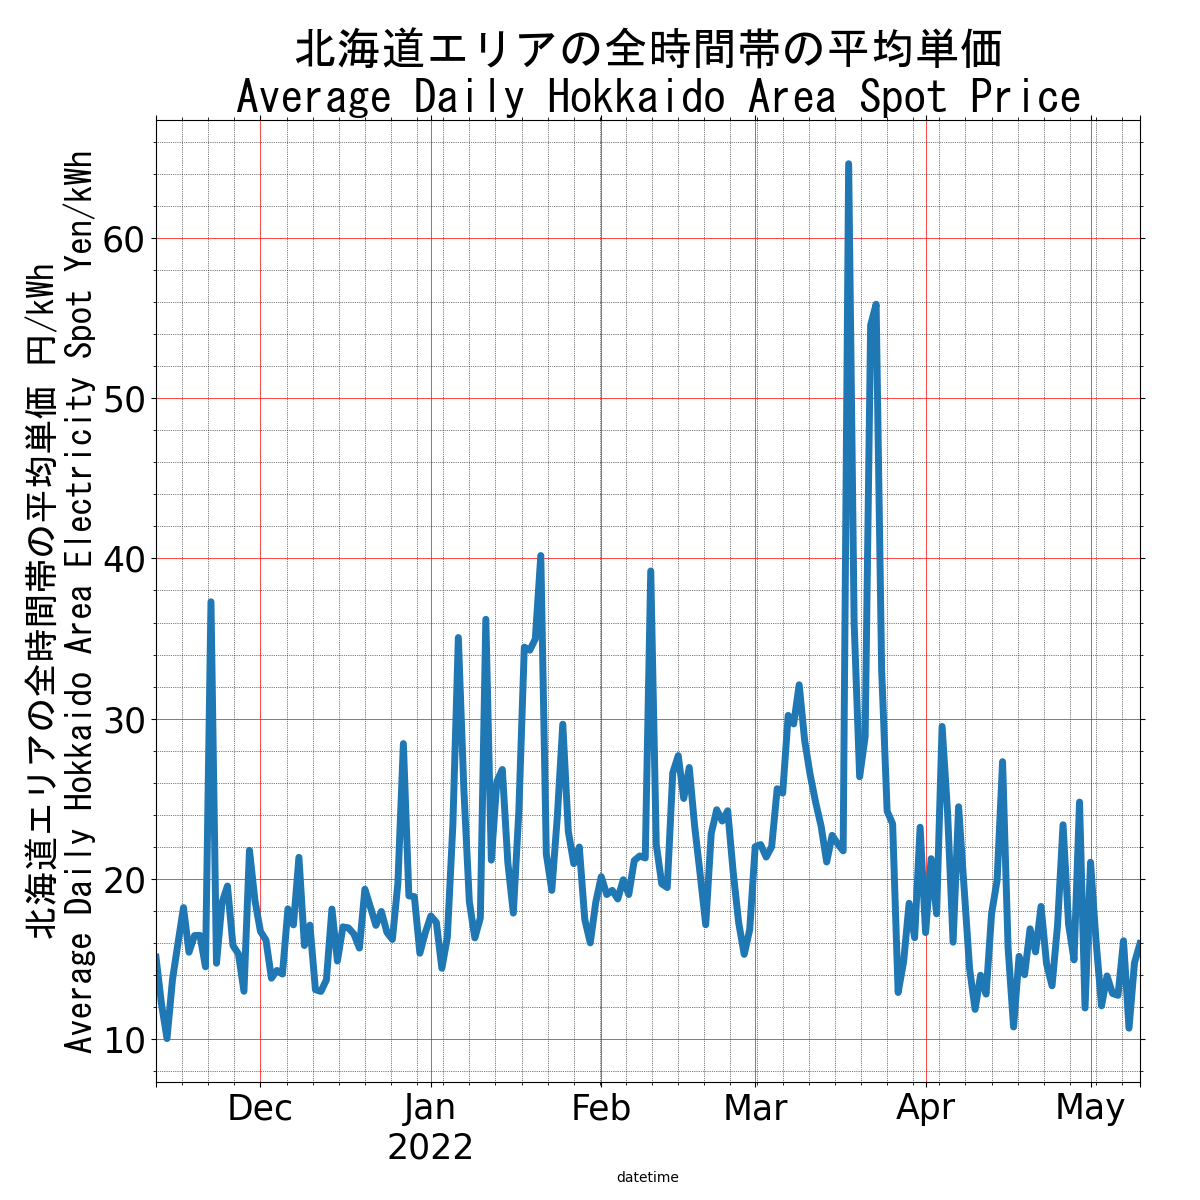 北海道エリアの全時間帯の平均単価
Average Daily Hokkaido Area Spot Price
北海道エリアの全時間帯の平均単価 円/kWh
Average Daily Hokkaido Area Electricity Spot Yen/kWh
60
50
40
30
20
10
Dec
Jan
2022
Feb
Mar
Apr
May
datetime